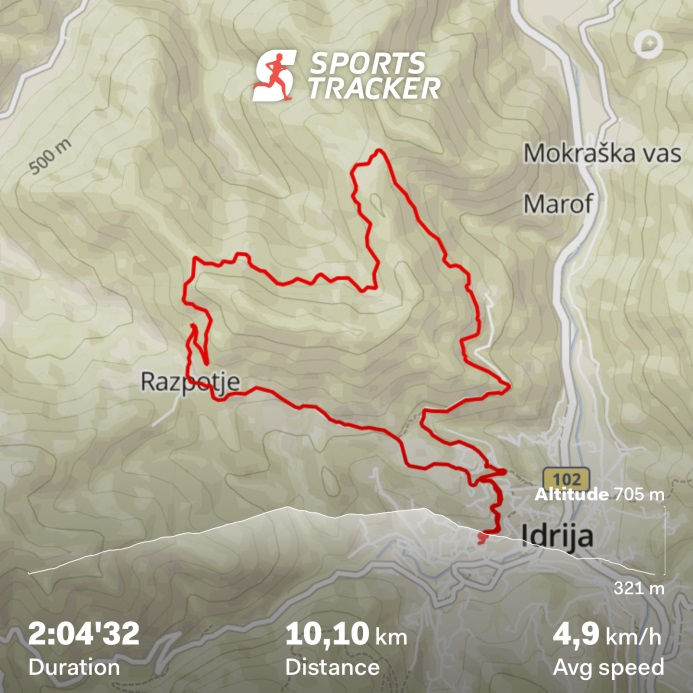 SPORTS
TRACKER
500 m
Mokraška vas
Marof
Razpotje
102
Altitude 705 m
Idrija
321 m
2:04'32
Duration
10,10 km
Distance
4,9 km/h
Avg speed